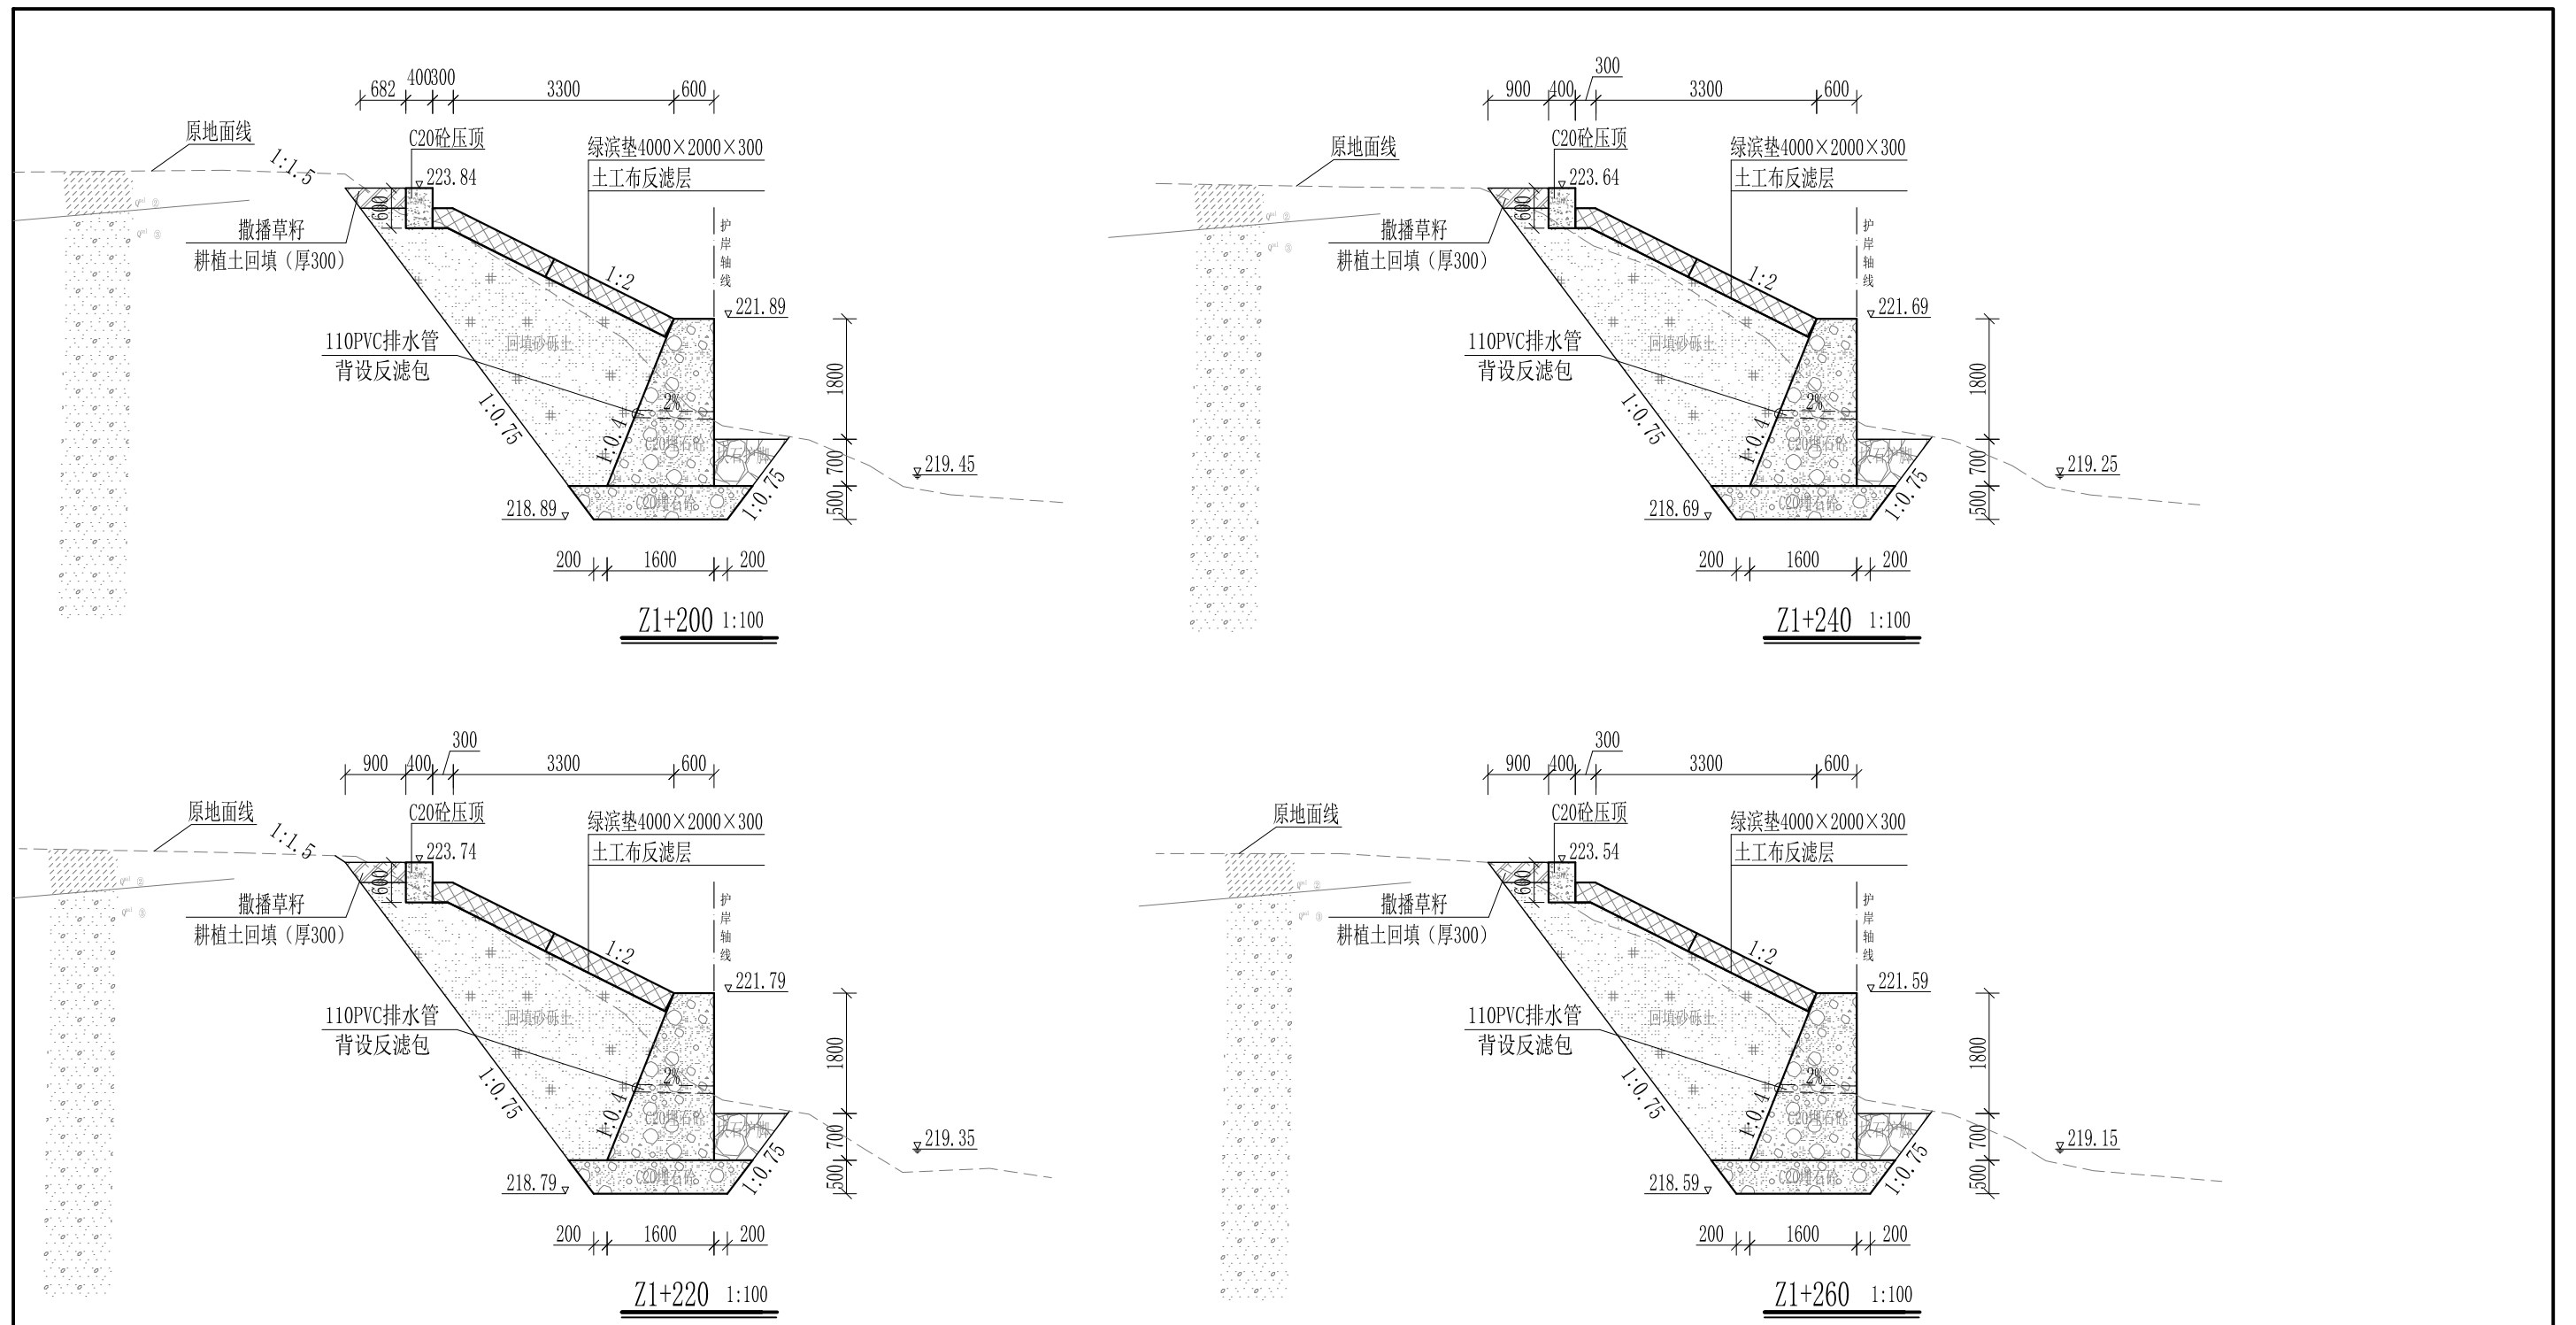 682
400
300
3300
600
原地面线
1:1.5
C20砼压顶
223.84
绿滨垫4000×2000×300
土工布反滤层
600
撒播草籽
耕植土回填（厚300）
护岸轴线
1:2
221.89
110PVC排水管
背设反滤包
回填砂砾土
1:0.75
1:0.4
2%
C20埋石砼
1800
700
500
219.45
1:0.75
C20埋石砼
218.89
200
1600
200
Z1+200 1:100
300
900
400
3300
600
原地面线
C20砼压顶
223.64
绿滨垫4000×2000×300
土工布反滤层
600
撒播草籽
耕植土回填（厚300）
护岸轴线
1:2
221.69
110PVC排水管
背设反滤包
回填砂砾土
1:0.75
1:0.4
2%
C20埋石砼
1800
700
500
219.25
1:0.75
C20埋石砼
218.69
200
1600
200
Z1+240 1:100
300
900
400
3300
600
原地面线
1:1.5
C20砼压顶
223.74
绿滨垫4000×2000×300
土工布反滤层
600
撒播草籽
耕植土回填（厚300）
护岸轴线
1:2
221.79
110PVC排水管
背设反滤包
回填砂砾土
1:0.75
1:0.4
2%
C20埋石砼
1800
700
500
219.35
1:0.75
C20埋石砼
218.79
200
1600
200
Z1+220 1:100
300
900
400
3300
600
原地面线
C20砼压顶
223.54
绿滨垫4000×2000×300
土工布反滤层
600
撒播草籽
耕植土回填（厚300）
护岸轴线
1:2
221.59
110PVC排水管
背设反滤包
回填砂砾土
1:0.75
1:0.4
2%
C20埋石砼
1800
700
500
219.15
1:0.75
C20埋石砼
218.59
200
1600
200
Z1+260 1:100